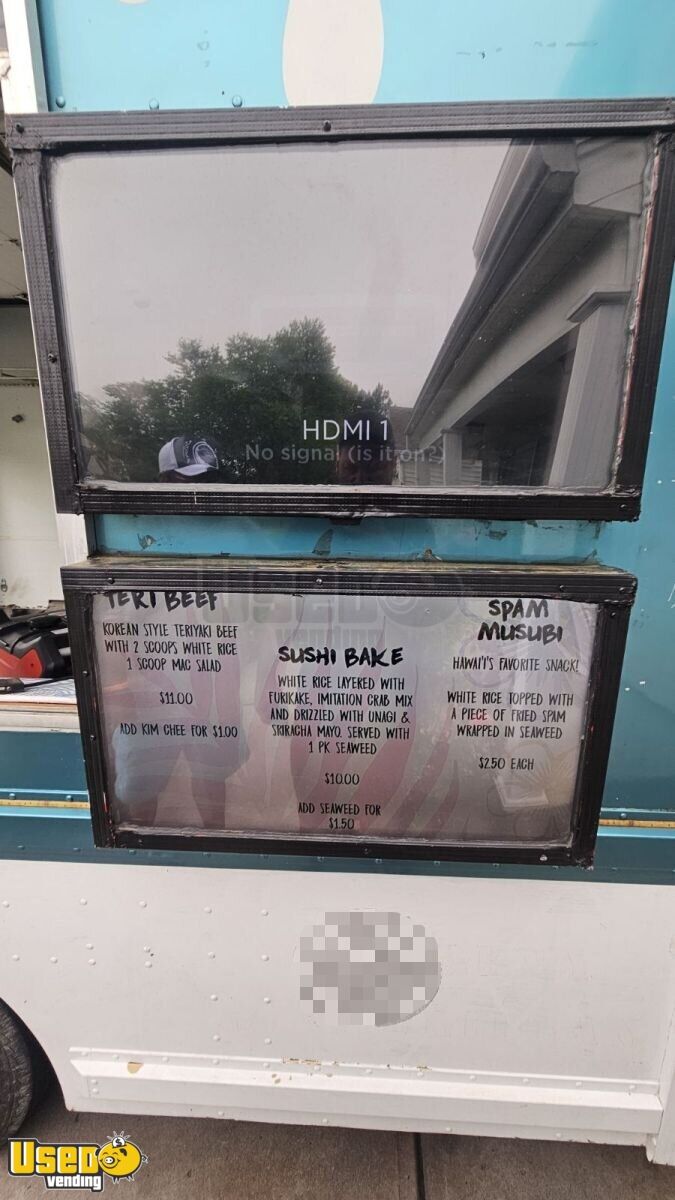 HDMI 1
No signal (is it on?)
TERI BEEF
KOREAN STYLE TERIYAKI BEEF
WITH 2 SCOOPS WHITE RICE
1 SCOOP MAC SALAD
$11.00
ADD KIM CHEE FOR $1.00
SUSHI BAKE
WHITE RICE LAYERED WITH
FURIKAKE, IMITATION CRAB MIX
AND DRIZZLED WITH UNAGI &
SRIRACHA MAYO. SERVED WITH
1 PK SEAWEED
$10.00
ADD SEAWEED FOR
$1.50
SPAM
MUSUBI
HAWAI'I'S FAVORITE SNACK!
WHITE RICE TOPPED WITH
A PIECE OF FRIED SPAM
WRAPPED IN SEAWEED
$2.50 EACH
USED
vending
USED
vending